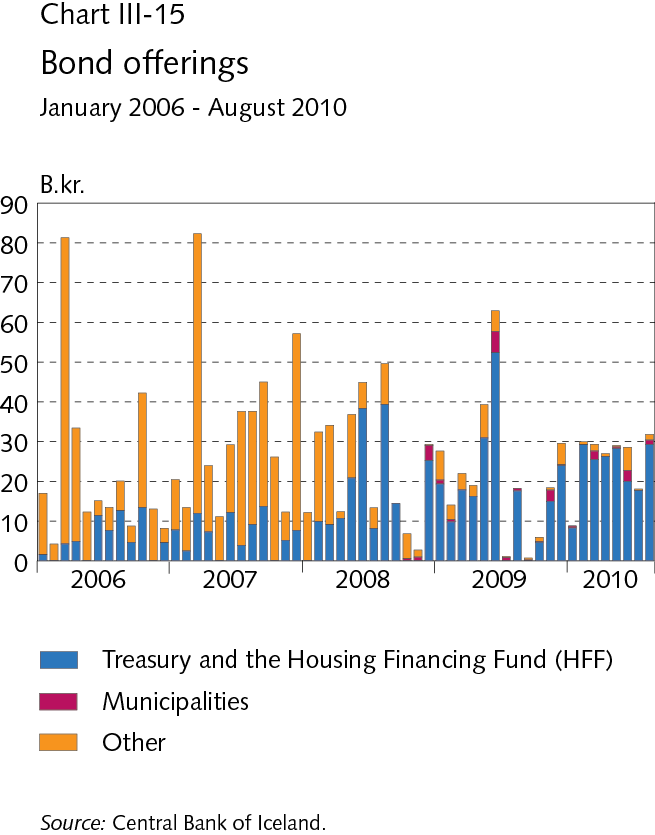 Chart III-15
Bond offerings
January 2006 - August 2010
B.kr.
90
80
70
60
50
40
30
20
10
0
2006 2007 2008 2009 2010
Treasury and the Housing Financing Fund (HFF)
Municipalities
Other
Source: Central Bank of Iceland.